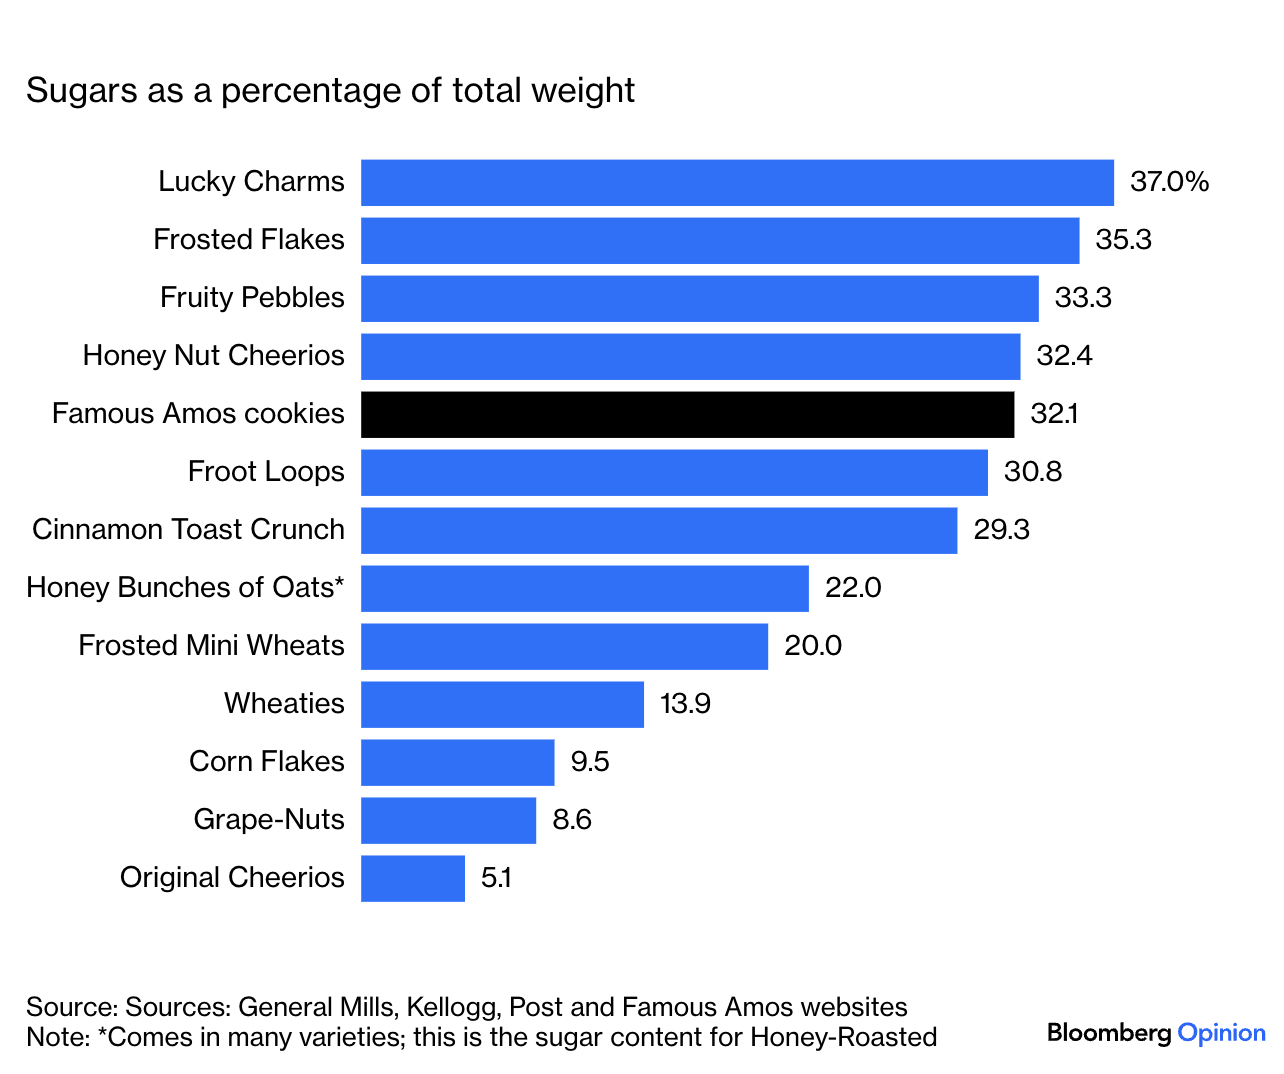 Sugars as a percentage of total weight
Lucky Charms 37.0%
Frosted Flakes 35.3
Fruity Pebbles 33.3
Honey Nut Cheerios 32.4
Famous Amos cookies 32.1
Froot Loops 30.8
Cinnamon Toast Crunch 29.3
Honey Bunches of Oats* 22.0
Frosted Mini Wheats 20.0
Wheaties 13.9
Corn Flakes 9.5
Grape-Nuts 8.6
Original Cheerios 5.1
Source: Sources: General Mills, Kellogg, Post and Famous Amos websites
Note: *Comes in many varieties; this is the sugar content for Honey-Roasted
Bloomberg Opinion